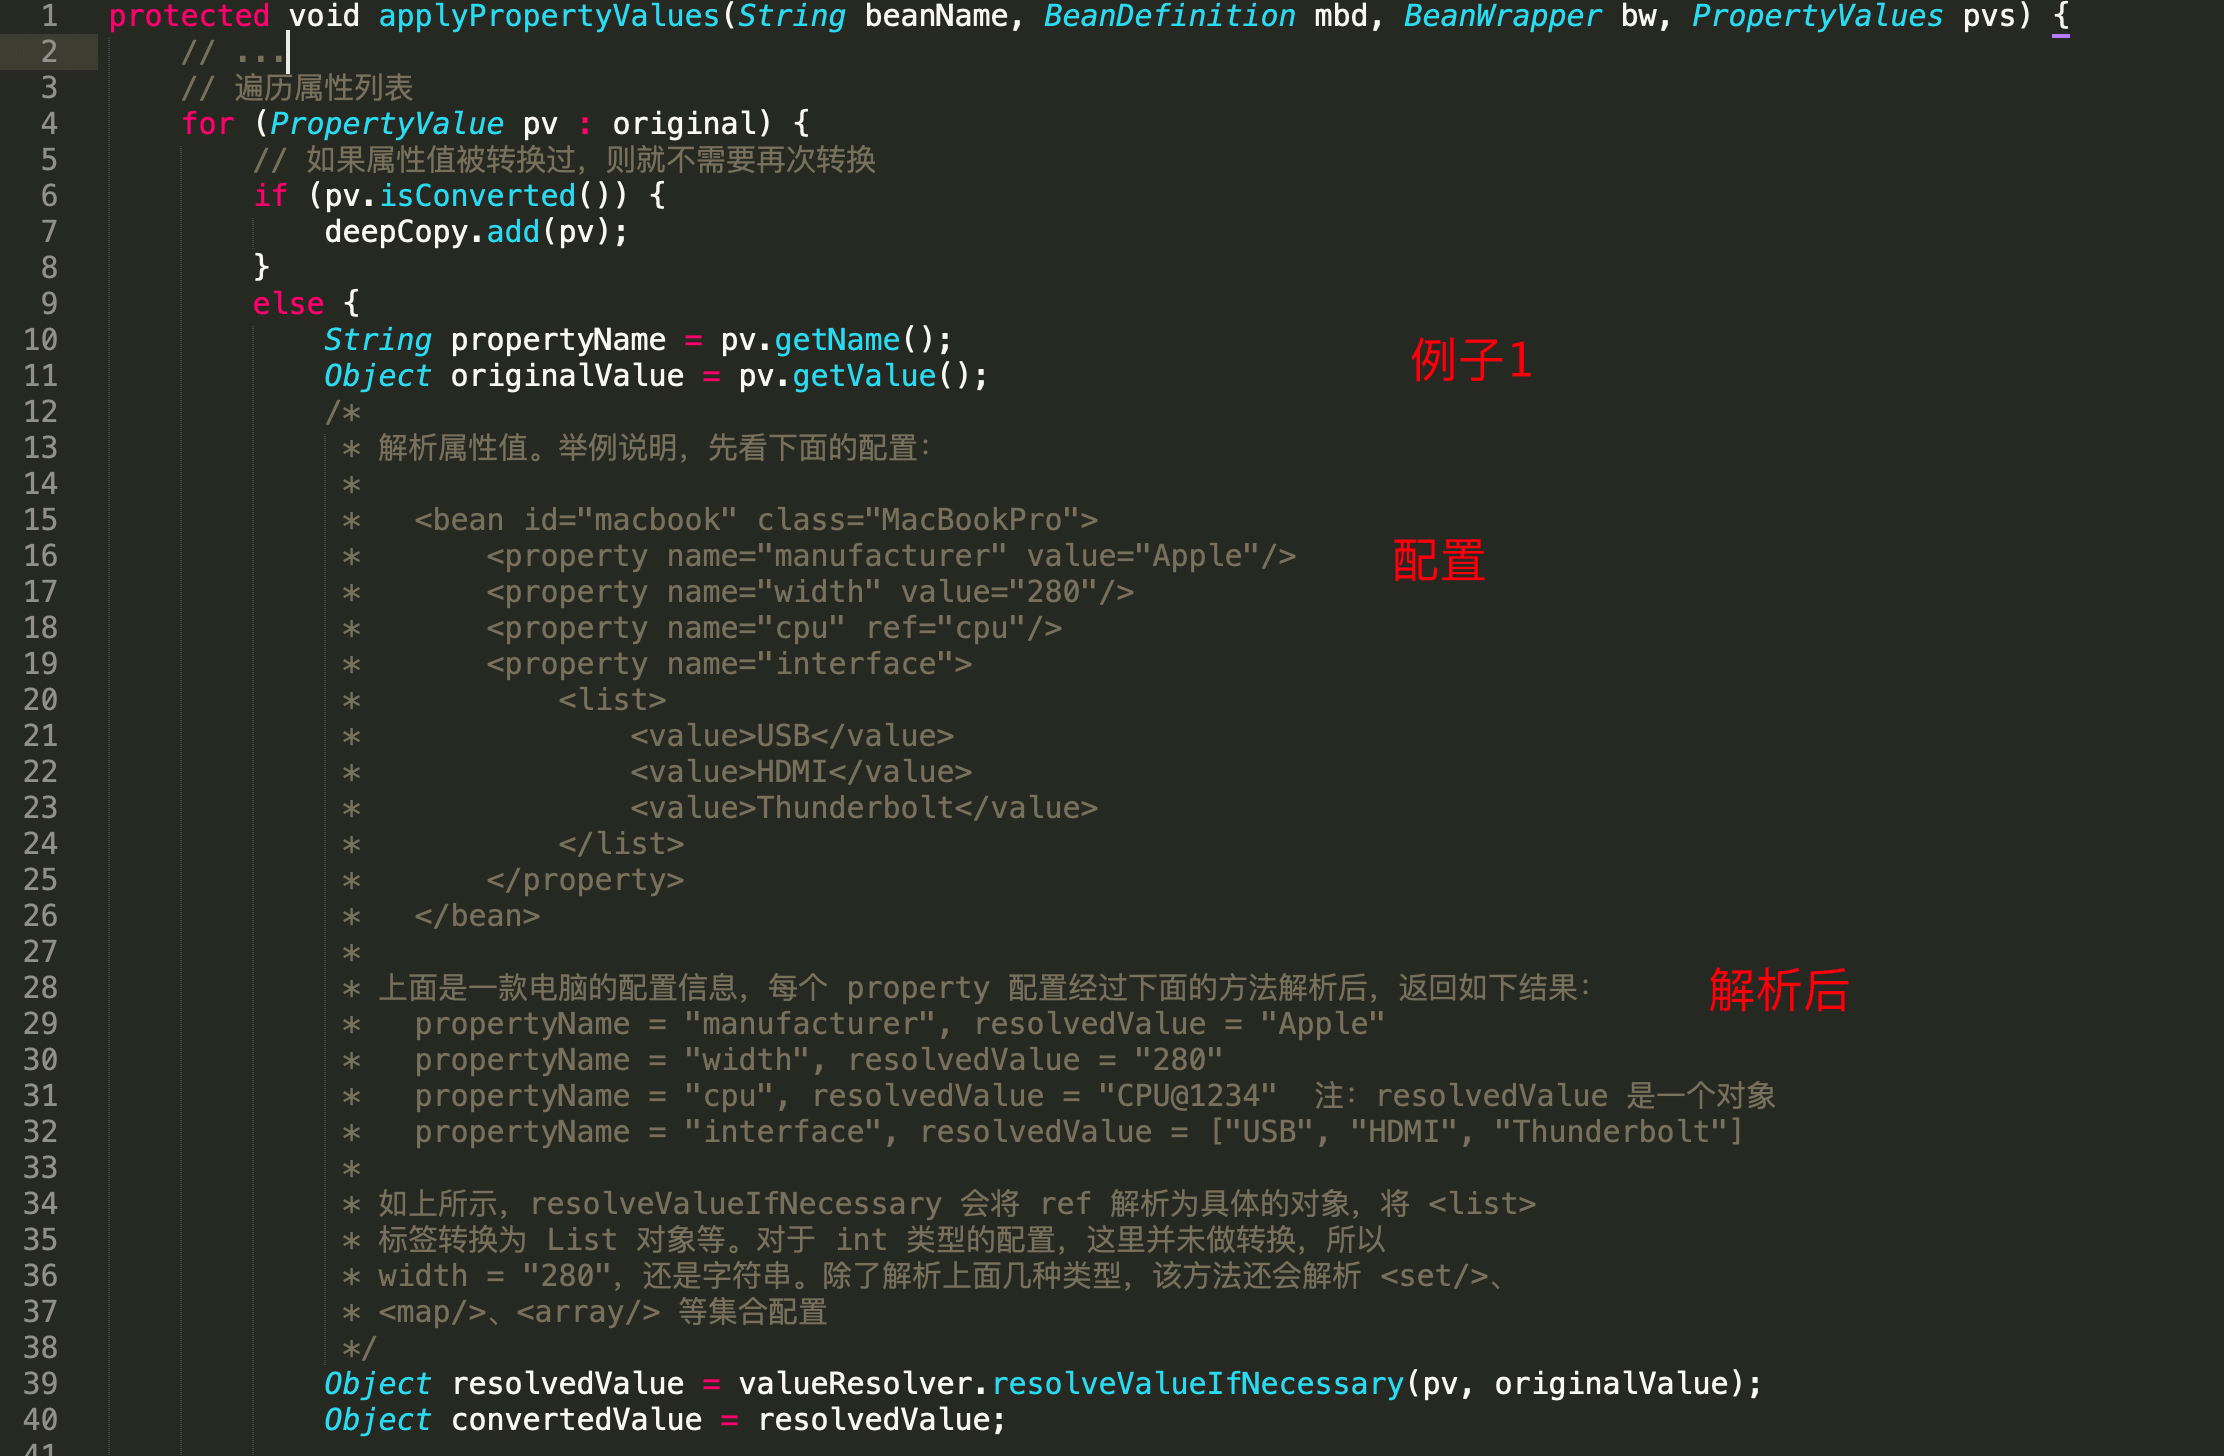 1 protected void applyPropertyValues(String beanName, BeanDefinition mbd, BeanWrapper bw, PropertyValues pvs) {
2 // ...
3 // 遍历属性列表
4 for (PropertyValue pv : original) {
5 // 如果属性值被转换过，则就不需要再次转换
6 if (pv.isConverted()) {
7 deepCopy.add(pv);
8 }
9 else {
10 String propertyName = pv.getName();
例子1
11 Object originalValue = pv.getValue();
12 /*
13 * 解析属性值。举例说明，先看下面的配置：
14 *
15 * <bean id="macbook" class="MacBookPro">
16 * <property name="manufacturer" value="Apple"/>
配置
17 * <property name="width" value="280"/>
18 * <property name="cpu" ref="cpu"/>
19 * <property name="interface">
20 * <list>
21 * <value>USB</value>
22 * <value>HDMI</value>
23 * <value>Thunderbolt</value>
24 * </list>
25 * </property>
26 * </bean>
27 *
28 * 上面是一款电脑的配置信息，每个 property 配置经过下面的方法解析后，返回如下结果：
解析后
29 * propertyName = "manufacturer", resolvedValue = "Apple"
30 * propertyName = "width", resolvedValue = "280"
31 * propertyName = "cpu", resolvedValue = "CPU@1234" 注：resolvedValue 是一个对象
32 * propertyName = "interface", resolvedValue = ["USB", "HDMI", "Thunderbolt"]
33 *
34 * 如上所示，resolveValueIfNecessary 会将 ref 解析为具体的对象，将 <list>
35 * 标签转换为 List 对象等。对于 int 类型的配置，这里并未做转换，所以
36 * width = "280"，还是字符串。除了解析上面几种类型，该方法还会解析 <set/>、
37 * <map/>、<array/> 等集合配置
38 */
39 Object resolvedValue = valueResolver.resolveValueIfNecessary(pv, originalValue);
40 Object convertedValue = resolvedValue;
41